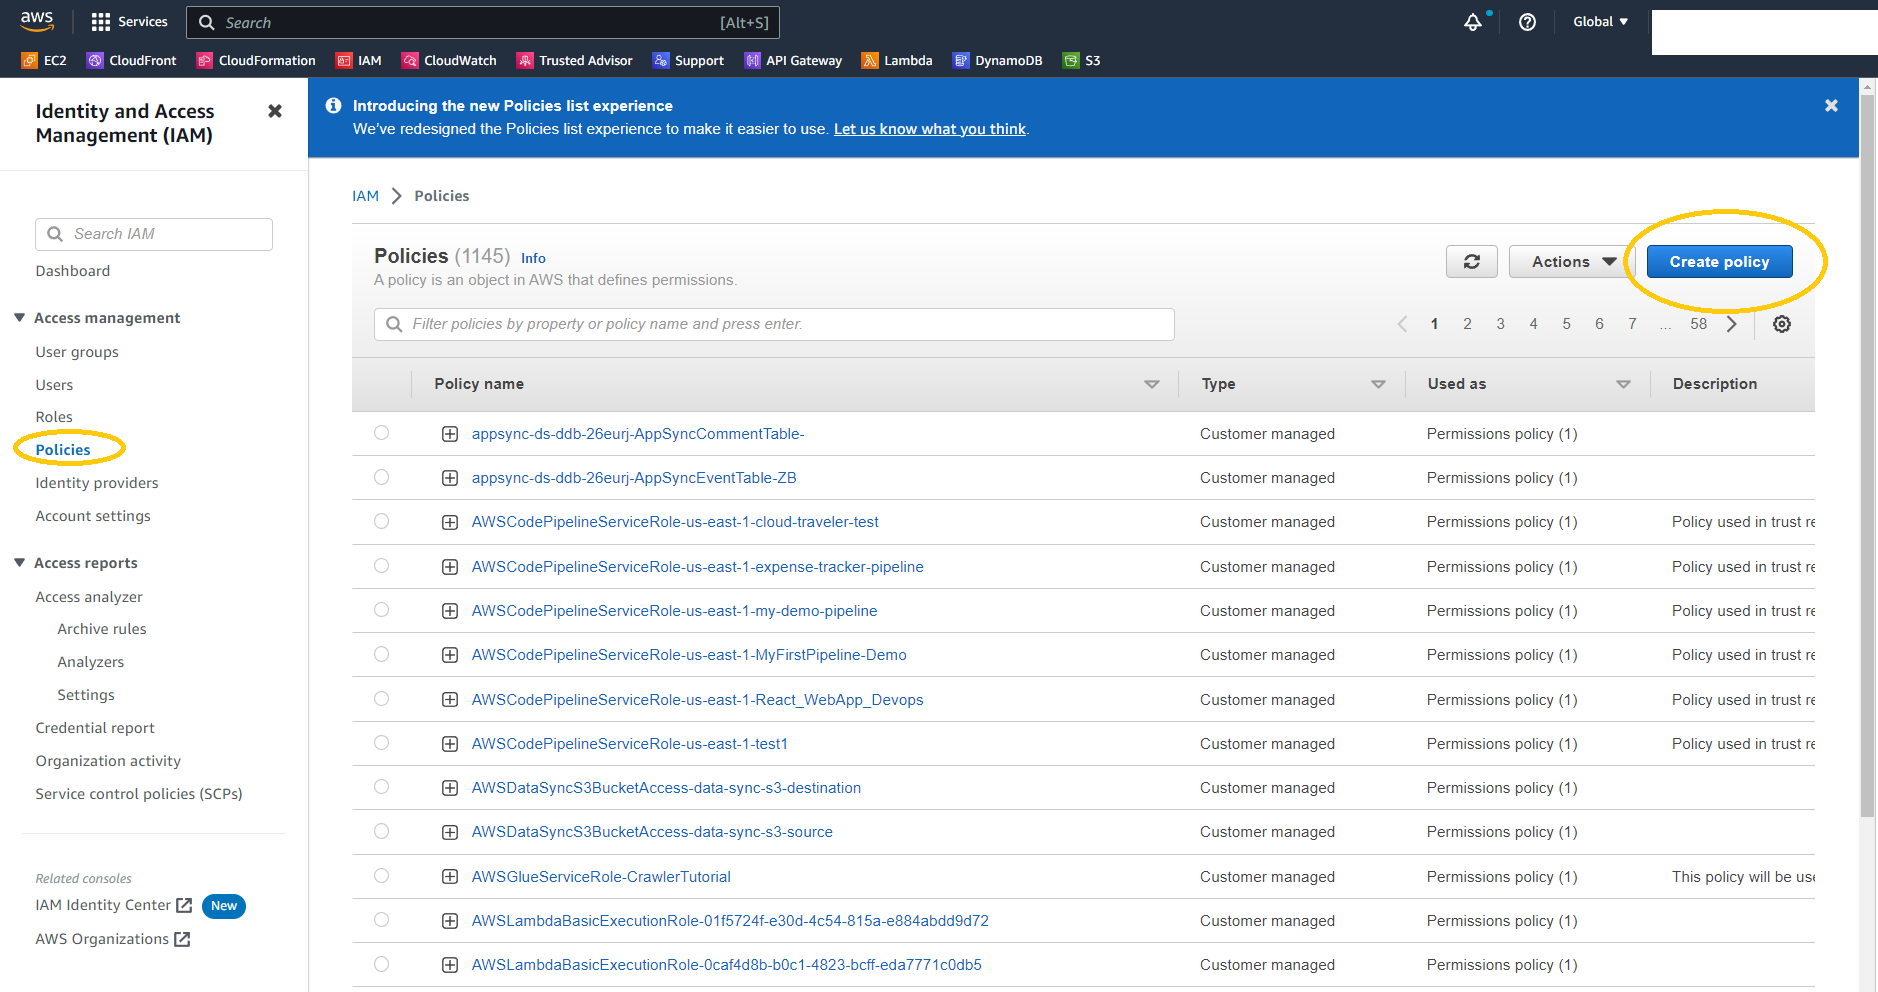 aws Services Search [Alt+S] Global
EC2 CloudFront CloudFormation IAM CloudWatch Trusted Advisor Support API Gateway Lambda DynamoDB S3
Identity and Access
Management (IAM)
Search IAM
Dashboard
Access management
User groups
Users
Roles
Policies
Identity providers
Account settings
Access reports
Access analyzer
Archive rules
Analyzers
Settings
Credential report
Organization activity
Service control policies (SCPs)
Related consoles
IAM Identity Center New
AWS Organizations
Introducing the new Policies list experience
We've redesigned the Policies list experience to make it easier to use. Let us know what you think.
IAM > Policies
Policies (1145) Info
A policy is an object in AWS that defines permissions.
Actions Create policy
Filter policies by property or policy name and press enter.
1 2 3 4 5 6 7 ... 58
Policy name Type Used as Description
appsync-ds-ddb-26eurj-AppSyncCommentTable- Customer managed Permissions policy (1)
appsync-ds-ddb-26eurj-AppSyncEventTable-ZB Customer managed Permissions policy (1)
AWSCodePipelineServiceRole-us-east-1-cloud-traveler-test Customer managed Permissions policy (1) Policy used in trust re
AWSCodePipelineServiceRole-us-east-1-expense-tracker-pipeline Customer managed Permissions policy (1) Policy used in trust re
AWSCodePipelineServiceRole-us-east-1-my-demo-pipeline Customer managed Permissions policy (1) Policy used in trust re
AWSCodePipelineServiceRole-us-east-1-MyFirstPipeline-Demo Customer managed Permissions policy (1) Policy used in trust re
AWSCodePipelineServiceRole-us-east-1-React_WebApp_Devops Customer managed Permissions policy (1) Policy used in trust re
AWSCodePipelineServiceRole-us-east-1-test1 Customer managed Permissions policy (1) Policy used in trust re
AWSDataSyncS3BucketAccess-data-sync-s3-destination Customer managed Permissions policy (1)
AWSDataSyncS3BucketAccess-data-sync-s3-source Customer managed Permissions policy (1)
AWSGlueServiceRole-CrawlerTutorial Customer managed Permissions policy (1) This policy will be use
AWSLambdaBasicExecutionRole-01f5724f-e30d-4c54-815a-e884abdd9d72 Customer managed Permissions policy (1)
AWSLambdaBasicExecutionRole-0caf4d8b-b0c1-4823-bcff-eda7771c0db5 Customer managed Permissions policy (1)